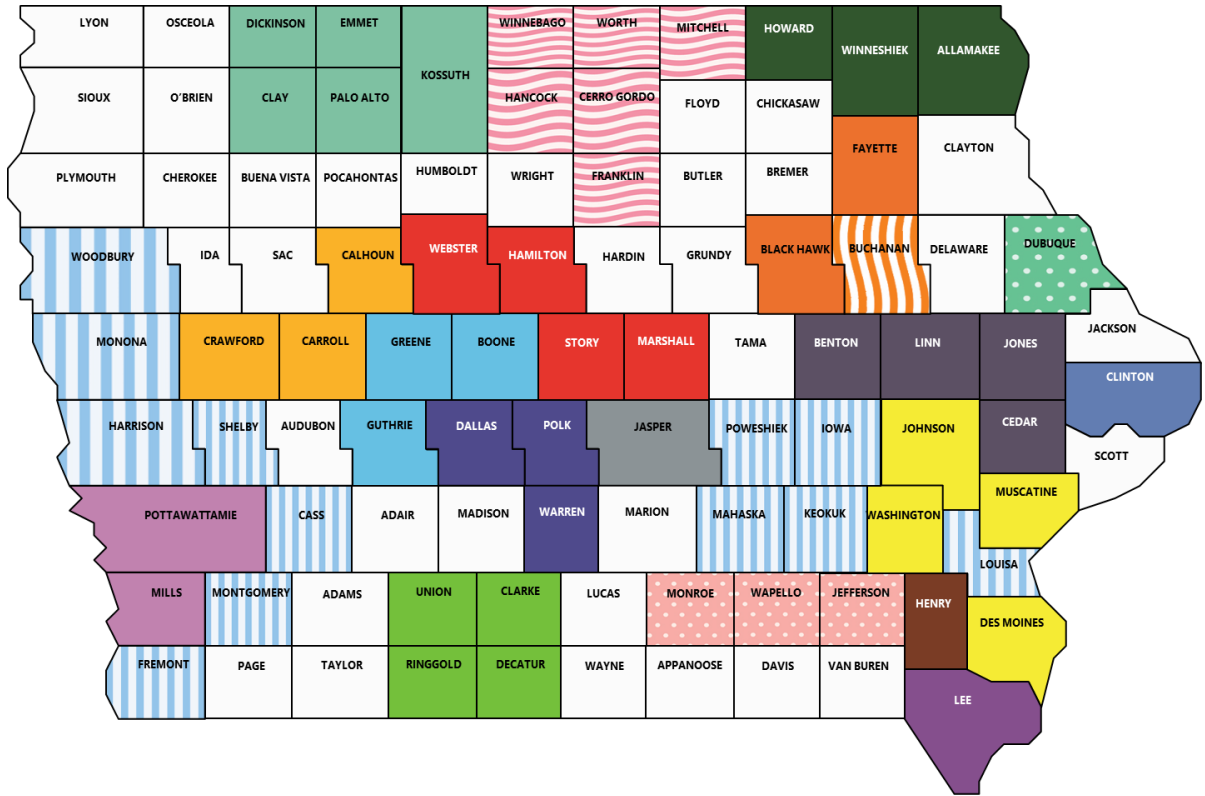 LYON
OSCEOLA
DICKINSON
EMMET
KOSSUTH
WINNEBAGO
WORTH
MITCHELL
HOWARD
WINNESHIEK
ALLAMAKEE
SIOUX
O'BRIEN
CLAY
PALO ALTO
HANCOCK
CERRO GORDO
FLOYD
CHICKASAW
PLYMOUTH
CHEROKEE
BUENA VISTA
POCAHONTAS
HUMBOLDT
WRIGHT
FRANKLIN
BUTLER
BREMER
FAYETTE
CLAYTON
WOODBURY
IDA
SAC
CALHOUN
WEBSTER
HAMILTON
HARDIN
GRUNDY
BLACK HAWK
BUCHANAN
DELAWARE
DUBUQUE
MONONA
CRAWFORD
CARROLL
GREENE
BOONE
STORY
MARSHALL
TAMA
BENTON
LINN
JONES
JACKSON
CLINTON
HARRISON
SHELBY
AUDUBON
GUTHRIE
DALLAS
POLK
JASPER
POWESHIEK
IOWA
JOHNSON
CEDAR
SCOTT
MUSCATINE
POTTAWATTAMIE
CASS
ADAIR
MADISON
WARREN
MARION
MAHASKA
KEOKUK
WASHINGTON
LOUISA
MILLS
MONTGOMERY
ADAMS
UNION
CLARKE
LUCAS
MONROE
WAPELLO
JEFFERSON
HENRY
DES MOINES
FREMONT
PAGE
TAYLOR
RINGGOLD
DECATUR
WAYNE
APPANOOSE
DAVIS
VAN BUREN
LEE